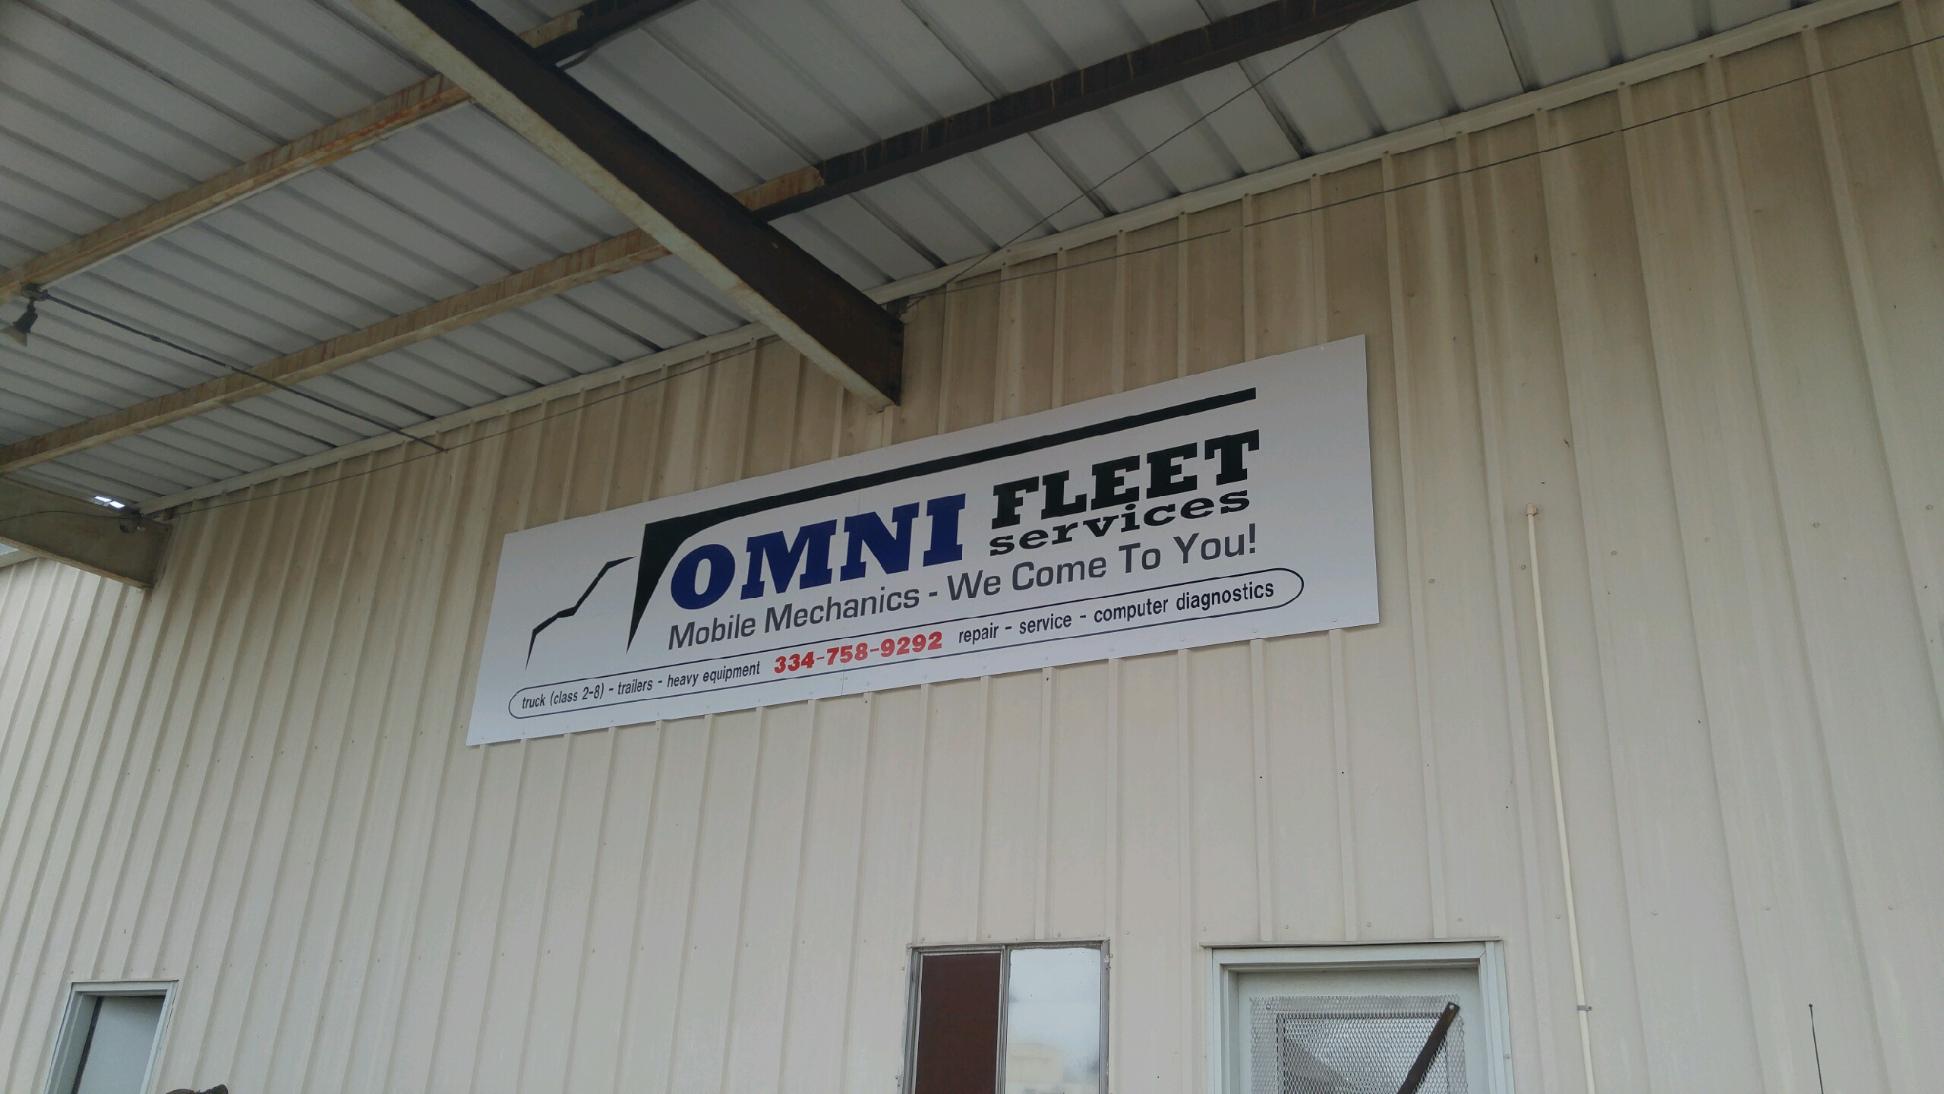 OMNI FLEET services
Mobile Mechanics - We Come To You!
truck (class 2-8) - trailers - heavy equipment 334-758-9292 repair - service - computer diagnostics